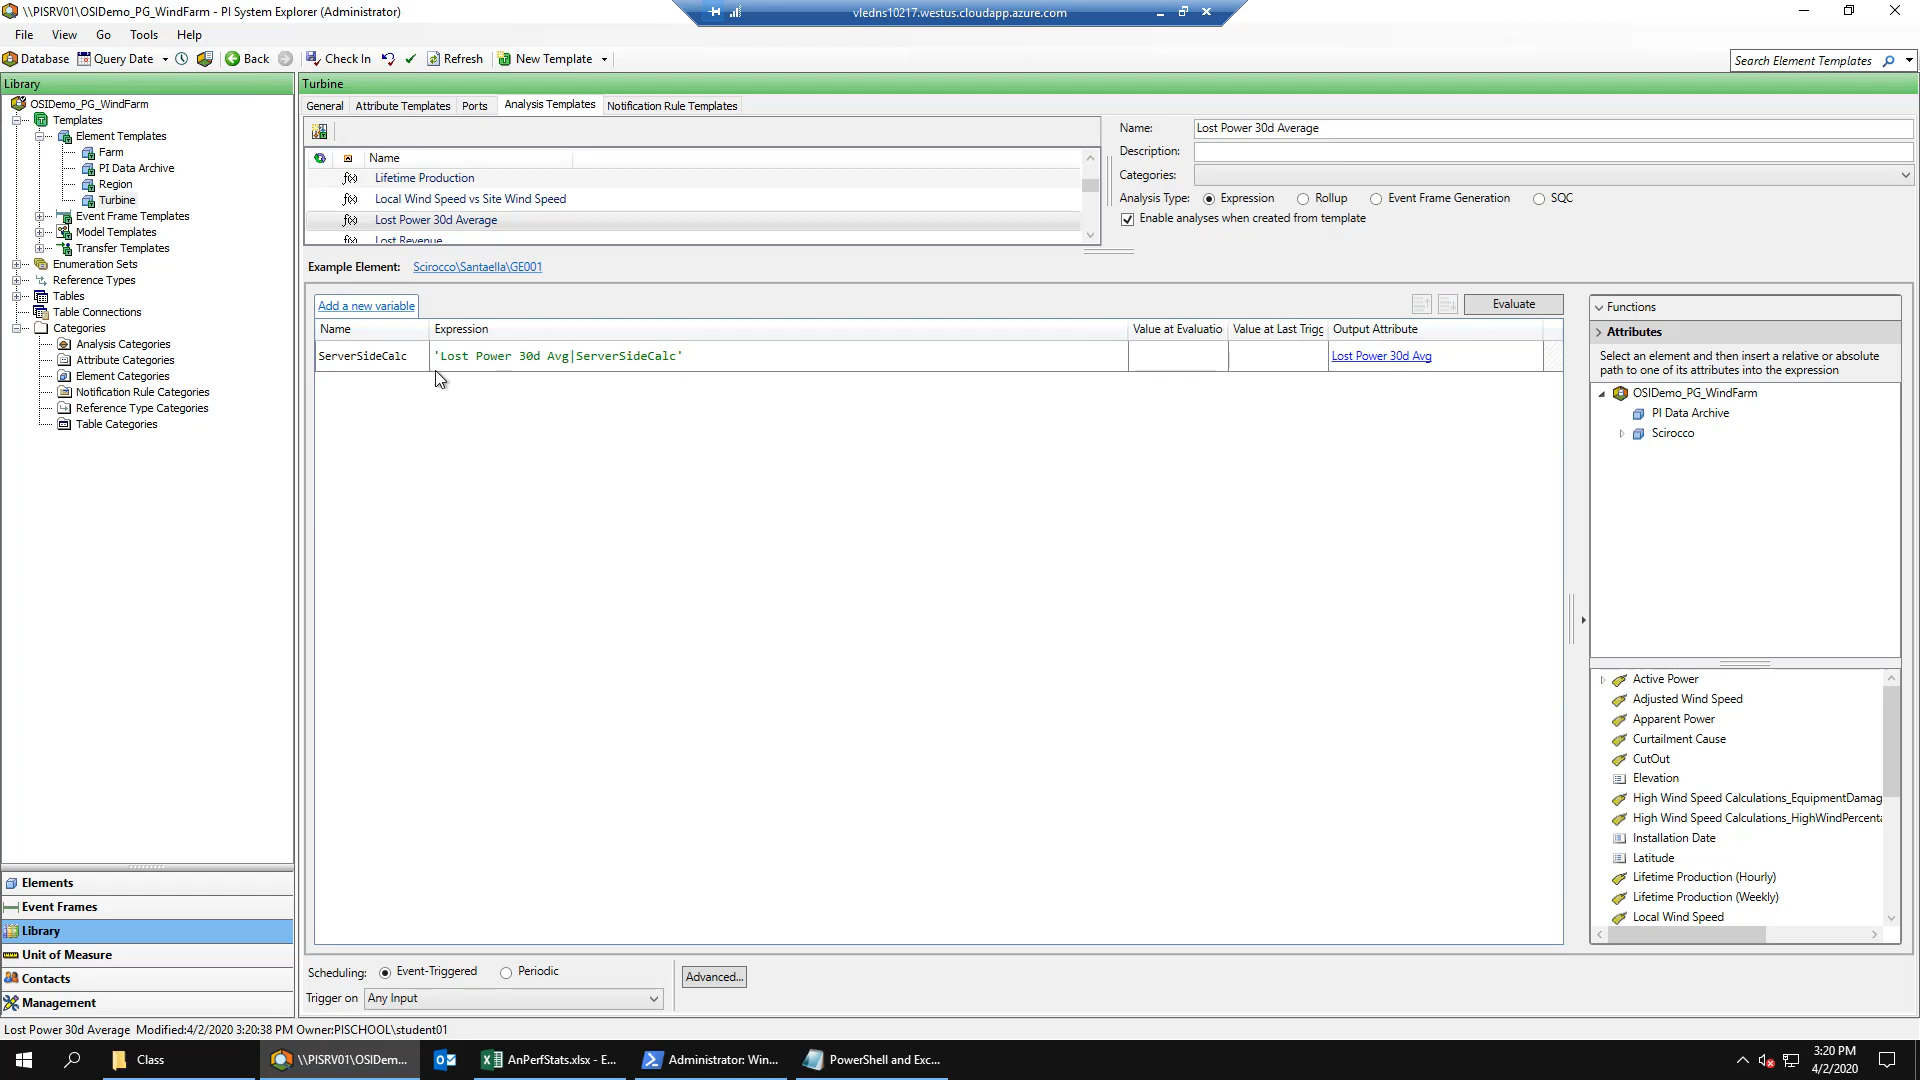 \\PISRV01\OSIDemo_PG_WindFarm - PI System Explorer (Administrator)
vledns10217.westus.cloudapp.azure.com
File View Go Tools Help
Database Query Date Back Check In Refresh New Template
Search Element Templates
Library
OSIDemo_PG_WindFarm
Templates
Element Templates
Farm
PI Data Archive
Region
Turbine
Event Frame Templates
Model Templates
Transfer Templates
Enumeration Sets
Reference Types
Tables
Table Connections
Categories
Analysis Categories
Attribute Categories
Element Categories
Notification Rule Categories
Reference Type Categories
Table Categories
Elements
Event Frames
Library
Unit of Measure
Contacts
Management
Turbine
General Attribute Templates Ports Analysis Templates Notification Rule Templates
Name
Lifetime Production
Local Wind Speed vs Site Wind Speed
Lost Power 30d Average
Lost Revenue
Name: Lost Power 30d Average
Description:
Categories:
Analysis Type: Expression Rollup Event Frame Generation SQC
Enable analyses when created from template
Example Element: Scirocco\Santaella\GE001
Add a new variable
Evaluate
Name Expression Value at Evaluatio Value at Last Trigg Output Attribute
ServerSideCalc 'Lost Power 30d Avg|ServerSideCalc' Lost Power 30d Avg
Functions
Attributes
Select an element and then insert a relative or absolute
path to one of its attributes into the expression
OSIDemo_PG_WindFarm
PI Data Archive
Scirocco
Active Power
Adjusted Wind Speed
Apparent Power
Curtailment Cause
CutOut
Elevation
High Wind Speed Calculations_EquipmentDamag
High Wind Speed Calculations_HighWindPercenta
Installation Date
Latitude
Lifetime Production (Hourly)
Lifetime Production (Weekly)
Local Wind Speed
Scheduling: Event-Triggered Periodic
Trigger on Any Input
Advanced...
Lost Power 30d Average Modified:4/2/2020 3:20:38 PM Owner:PISCHOOL\student01
Class
\\PISRV01\OSIDem...
AnPerfStats.xlsx - E...
Administrator: Win...
PowerShell and Exc...
3:20 PM
4/2/2020